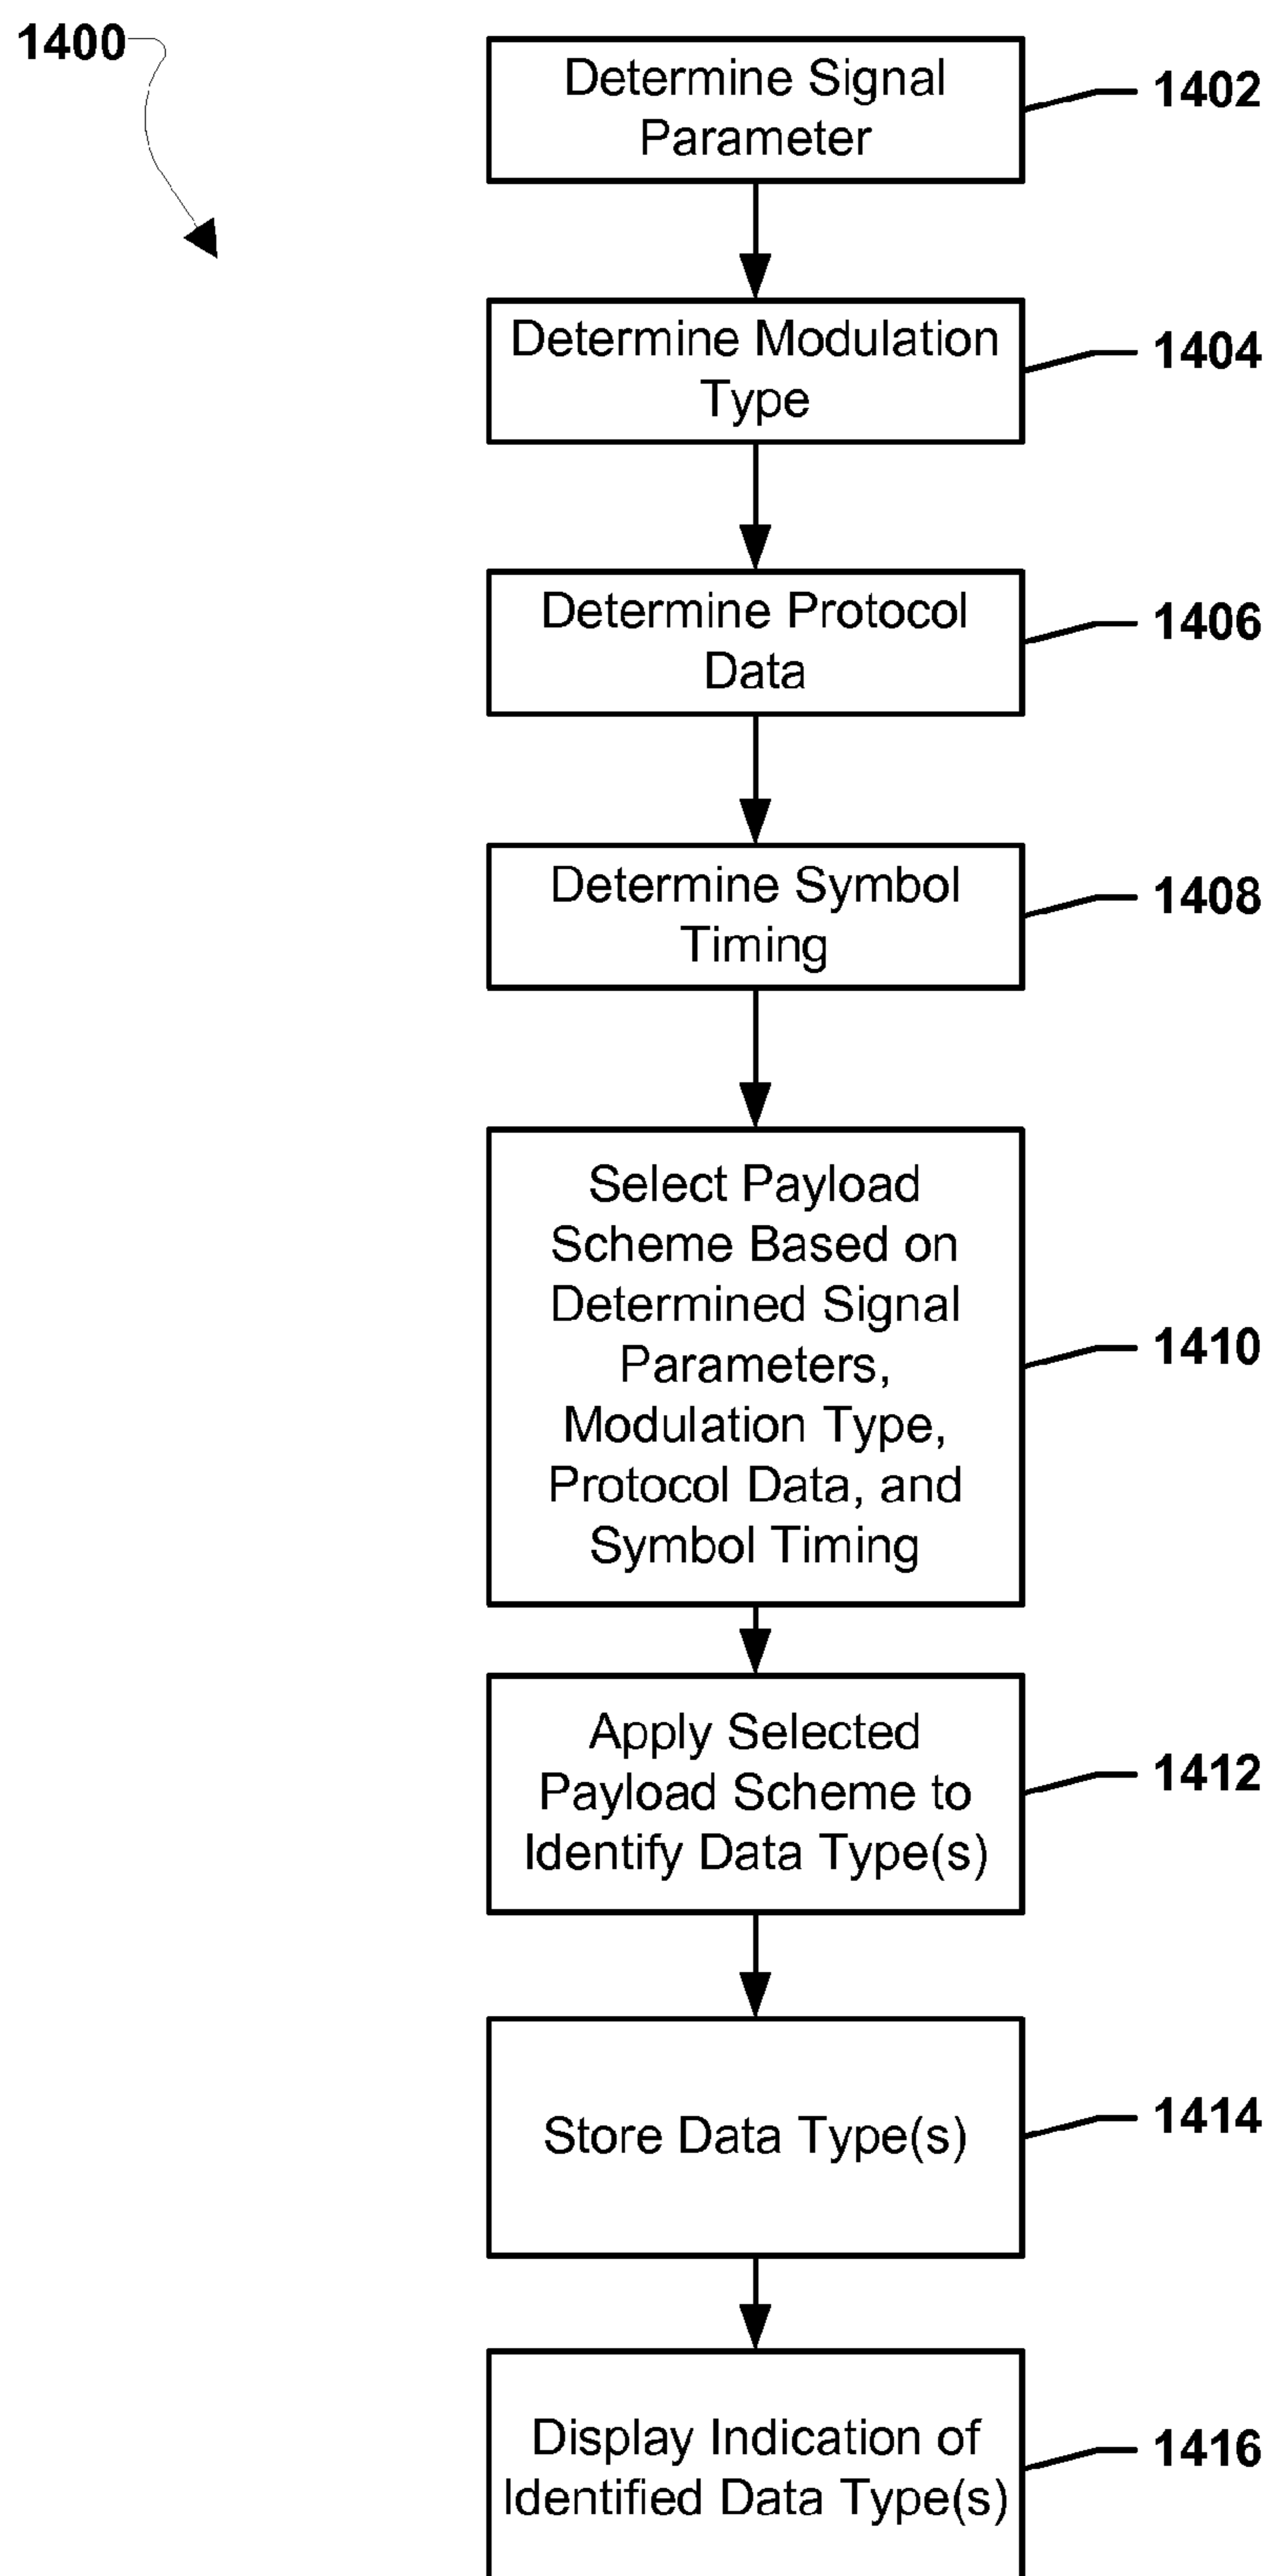 1400
Determine Signal
Parameter
1402
Determine Modulation
Type
1404
Determine Protocol
Data
1406
Determine Symbol
Timing
1408
Select Payload
Scheme Based on
Determined Signal
Parameters,
Modulation Type,
Protocol Data, and
Symbol Timing
1410
Apply Selected
Payload Scheme to
Identify Data Type(s)
1412
Store Data Type(s)
1414
Display Indication of
Identified Data Type(s)
1416